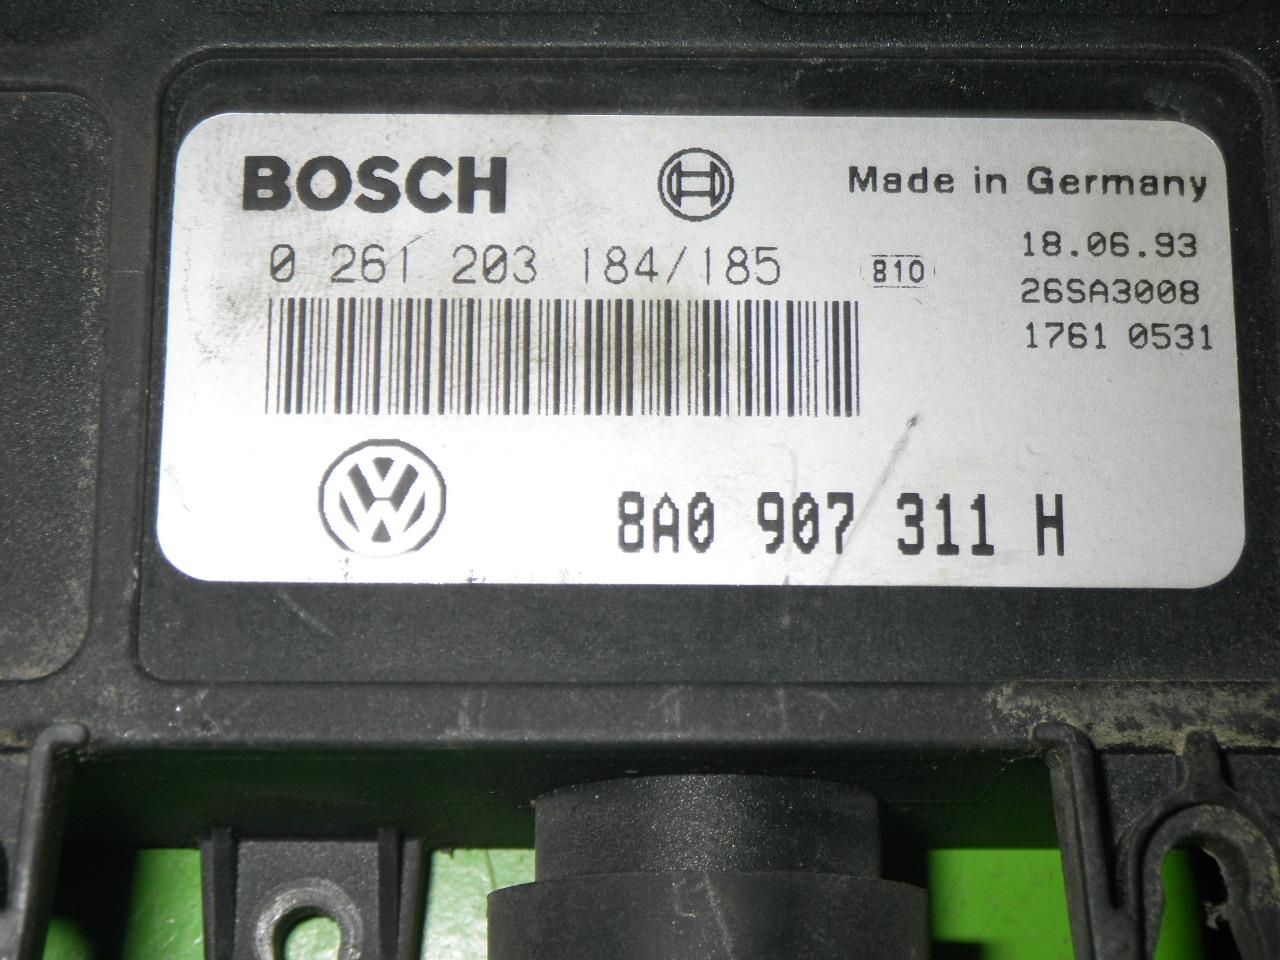 BOSCH
Made in Germany
0 261 203 184/185
810
18.06.93
26SA3008
1761 0531
8A0 907 311 H